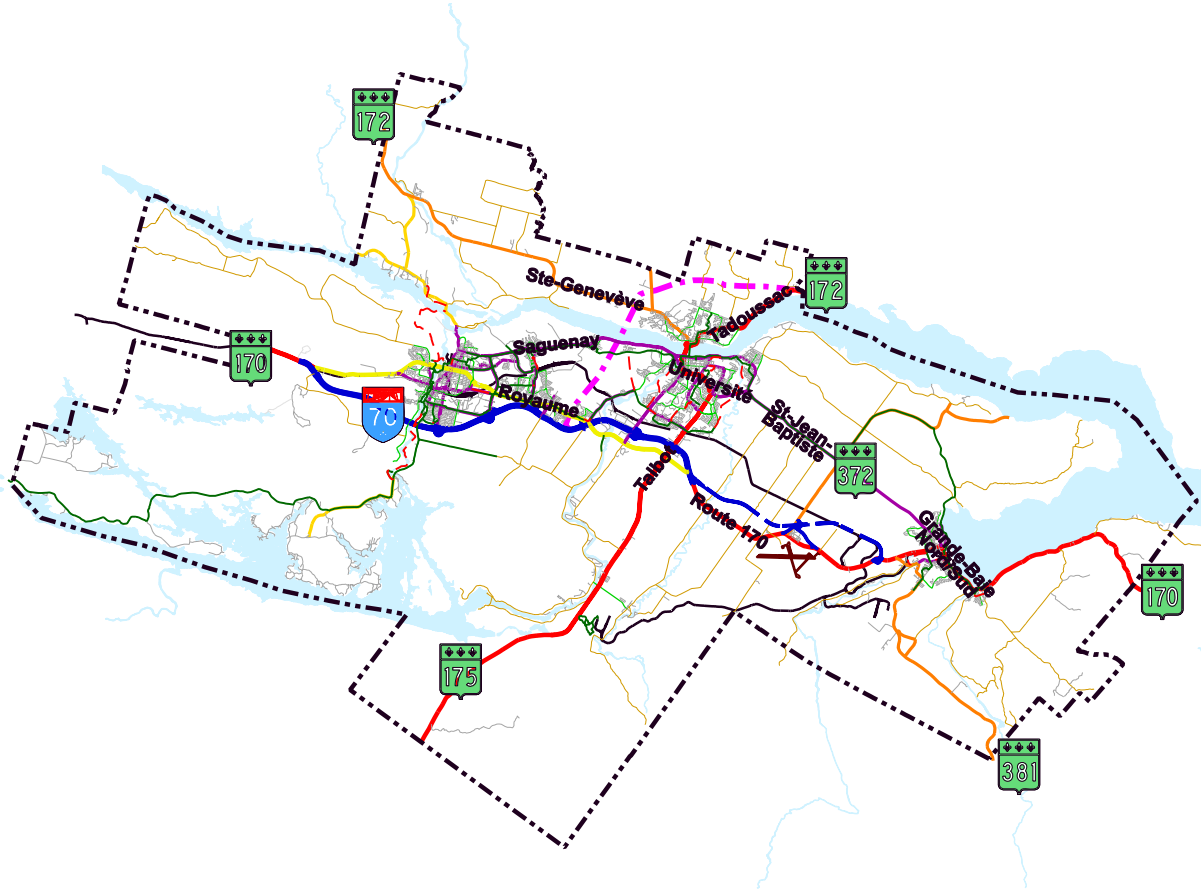 172
172
Ste-Genevève
Tadoussac
170
Saguenay
Université
70
Royaume
St-Jean-
Baptiste
372
Talbot
Route 170
Grande-Baie
Nord/sud
170
175
381